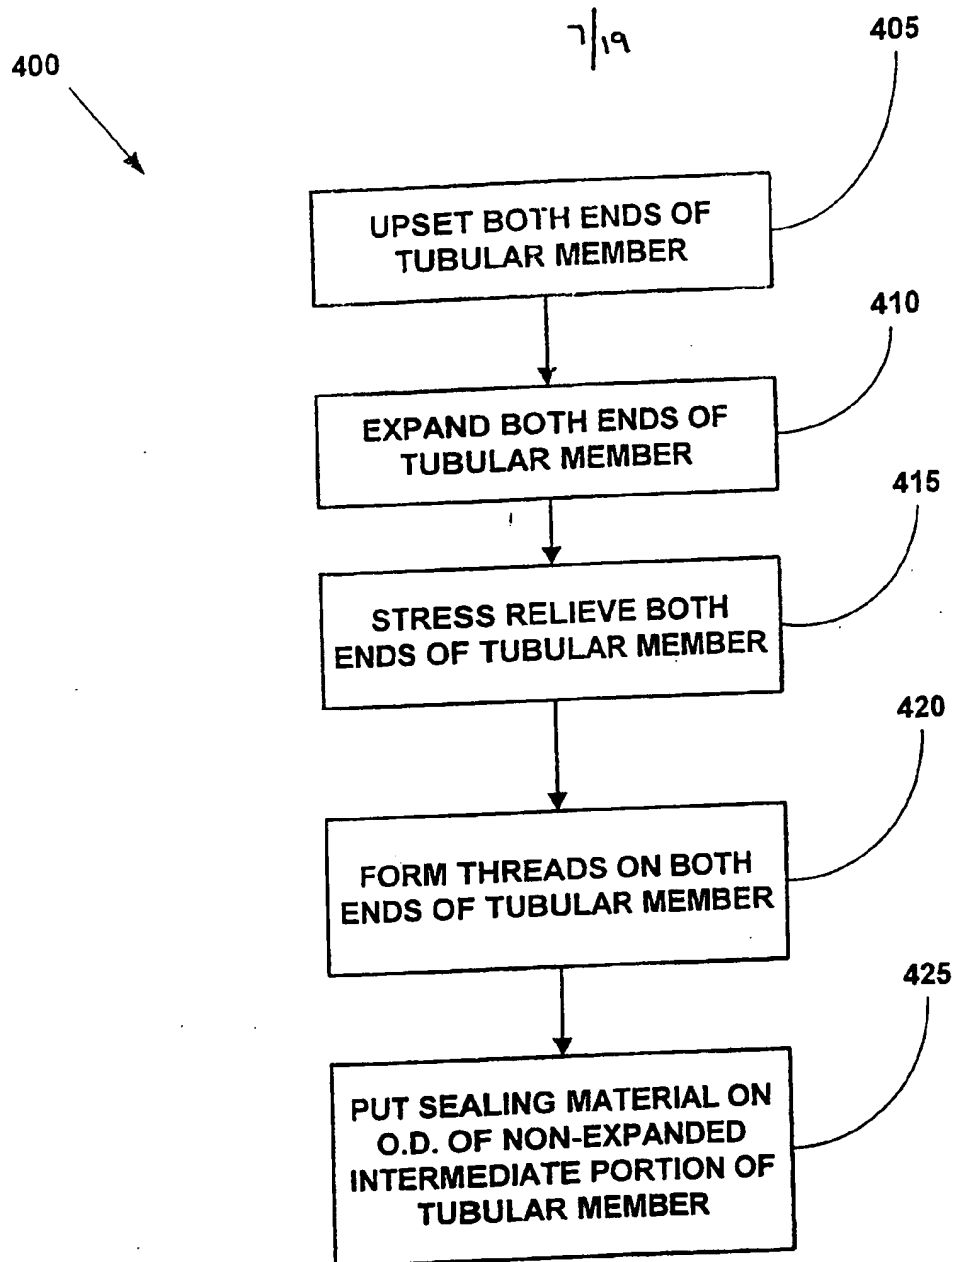 7/19
400
405
UPSET BOTH ENDS OF
TUBULAR MEMBER
410
EXPAND BOTH ENDS OF
TUBULAR MEMBER
415
STRESS RELIEVE BOTH
ENDS OF TUBULAR MEMBER
420
FORM THREADS ON BOTH
ENDS OF TUBULAR MEMBER
425
PUT SEALING MATERIAL ON
O.D. OF NON-EXPANDED
INTERMEDIATE PORTION OF
TUBULAR MEMBER